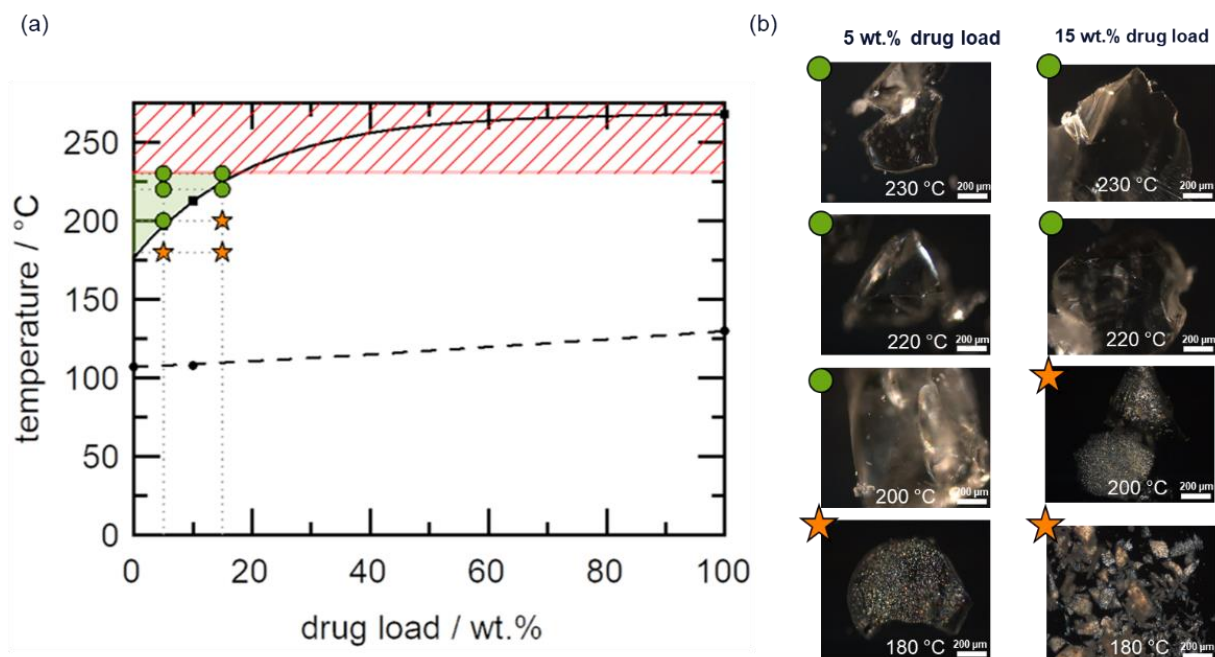 (a)
250
200
150
100
50
0
temperature / °C
0 20 40 60 80 100
drug load / wt.%
(b)
5 wt.% drug load 15 wt.% drug load
230 °C 200 µm 230 °C 200 µm
220 °C 200 µm 220 °C 200 µm
200 °C 200 µm 200 °C 200 µm
180 °C 200 µm 180 °C 200 µm